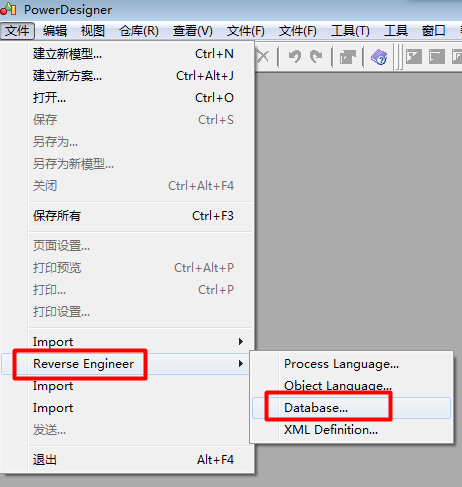 PowerDesigner
文件 编辑 视图 仓库(R) 查看(V) 文件(F) 文件(F) 工具(T) 工具 窗口
建立新模型... Ctrl+N
建立新方案... Ctrl+Alt+J
打开... Ctrl+O
保存 Ctrl+S
另存为...
另存为新模型...
关闭 Ctrl+Alt+F4
保存所有 Ctrl+F3
页面设置...
打印预览 Ctrl+Alt+P
打印... Ctrl+P
打印设置...
Import
Reverse Engineer
Process Language...
Import
Object Language...
Import
Database...
发送...
XML Definition...
退出 Alt+F4